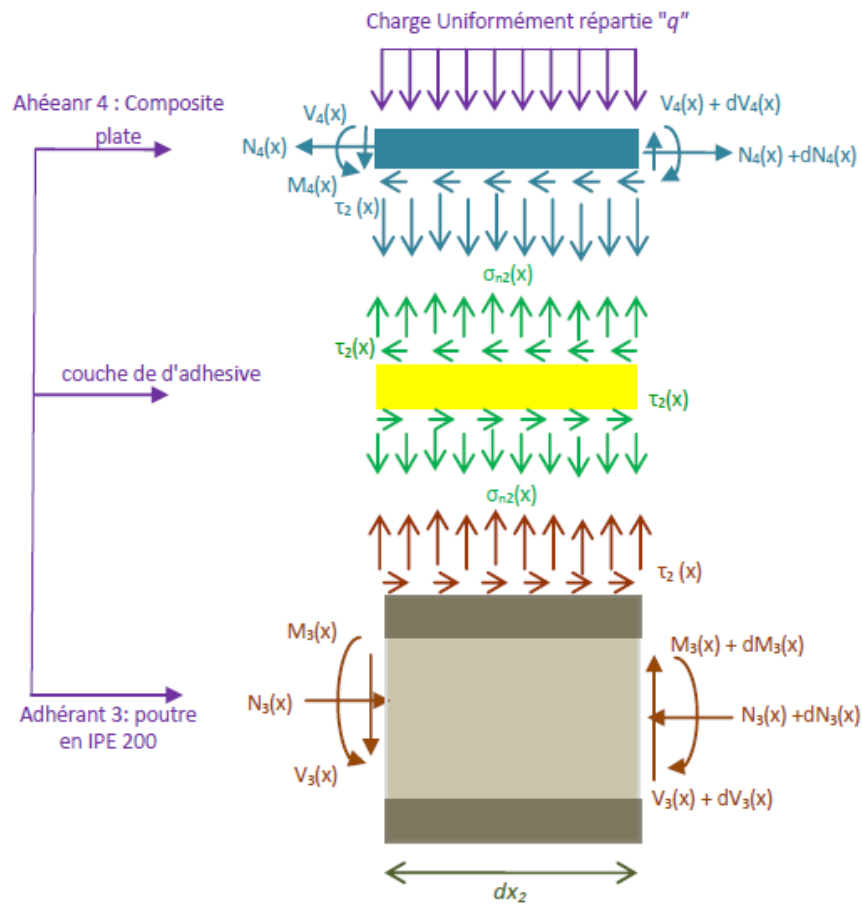 Charge Uniformément répartie "q"
Ahéeanr 4 : Composite
plate
V₄(x)
V₄(x) + dV₄(x)
N₄(x)
N₄(x) +dN₄(x)
M₄(x)
τ₂ (x)
σn₂(x)
τ₂(x)
couche de d'adhesive
τ₂(x)
σn₂(x)
τ₂ (x)
M₃(x)
M₃(x) + dM₃(x)
N₃(x)
N₃(x) +dN₃(x)
Adhérant 3: poutre
en IPE 200
V₃(x)
V₃(x) + dV₃(x)
dx₂